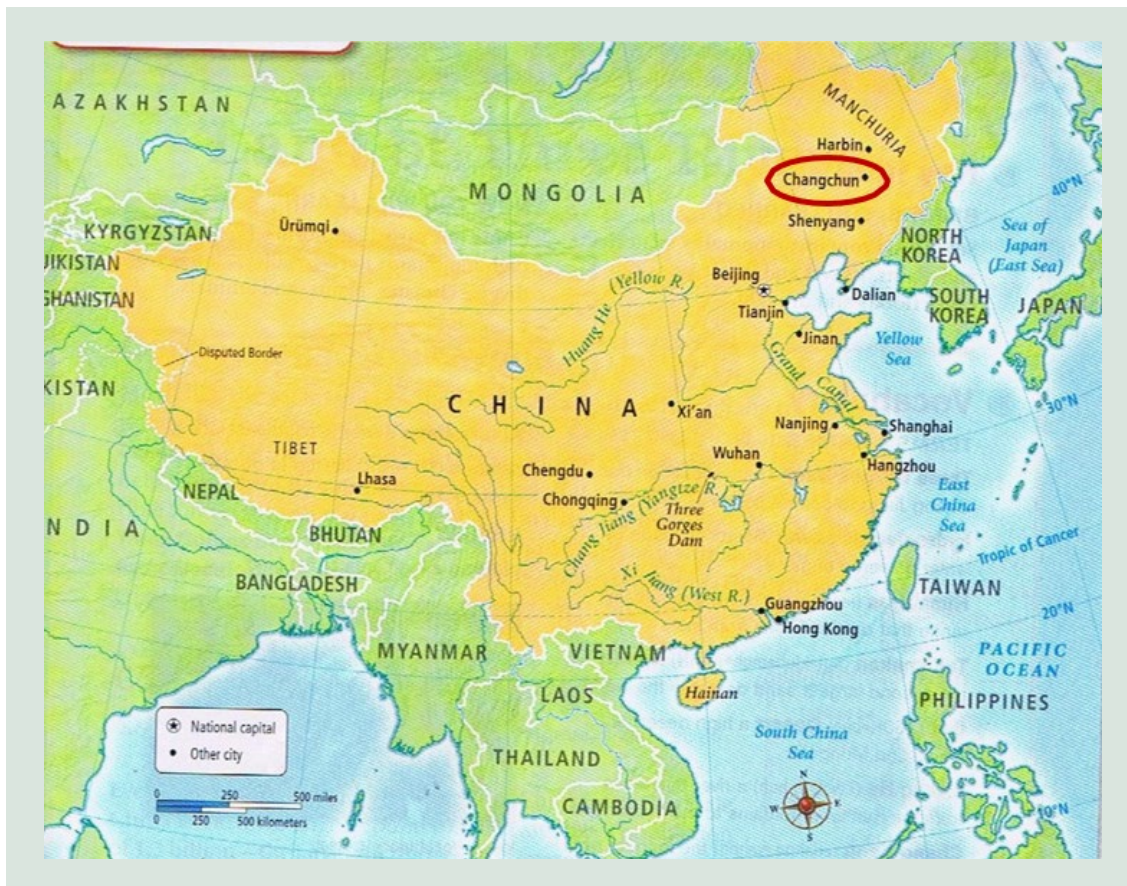 AZAKHSTAN
MONGOLIA
MANCHURIA
Harbin
Changchun
Shenyang
40°N
KYRGYZSTAN
Ürümqi
NORTH
KOREA
Sea of
Japan
(East Sea)
JIKISTAN
GHANISTAN
Beijing
Huang He (Yellow R.)
Tianjin
Dalian
SOUTH
KOREA
JAPAN
Jinan
Yellow
Sea
Disputed Border
Grand Canal
KISTAN
CHINA
Xi'an
30°N
Nanjing
Shanghai
TIBET
Wuhan
Hangzhou
Lhasa
Chengdu
Chongqing
Chang Jiang (Yangtze R.)
Three
Gorges
Dam
East
China
Sea
NEPAL
NDIA
BHUTAN
Tropic of Cancer
BANGLADESH
TAIWAN
Xi Jiang (West R.)
Guangzhou
Hong Kong
20°N
MYANMAR
VIETNAM
PACIFIC
OCEAN
LAOS
Hainan
PHILIPPINES
National capital
Other city
South China
Sea
THAILAND
0 250 500 miles
0 250 500 kilometers
CAMBODIA
N
W E
S
10°N